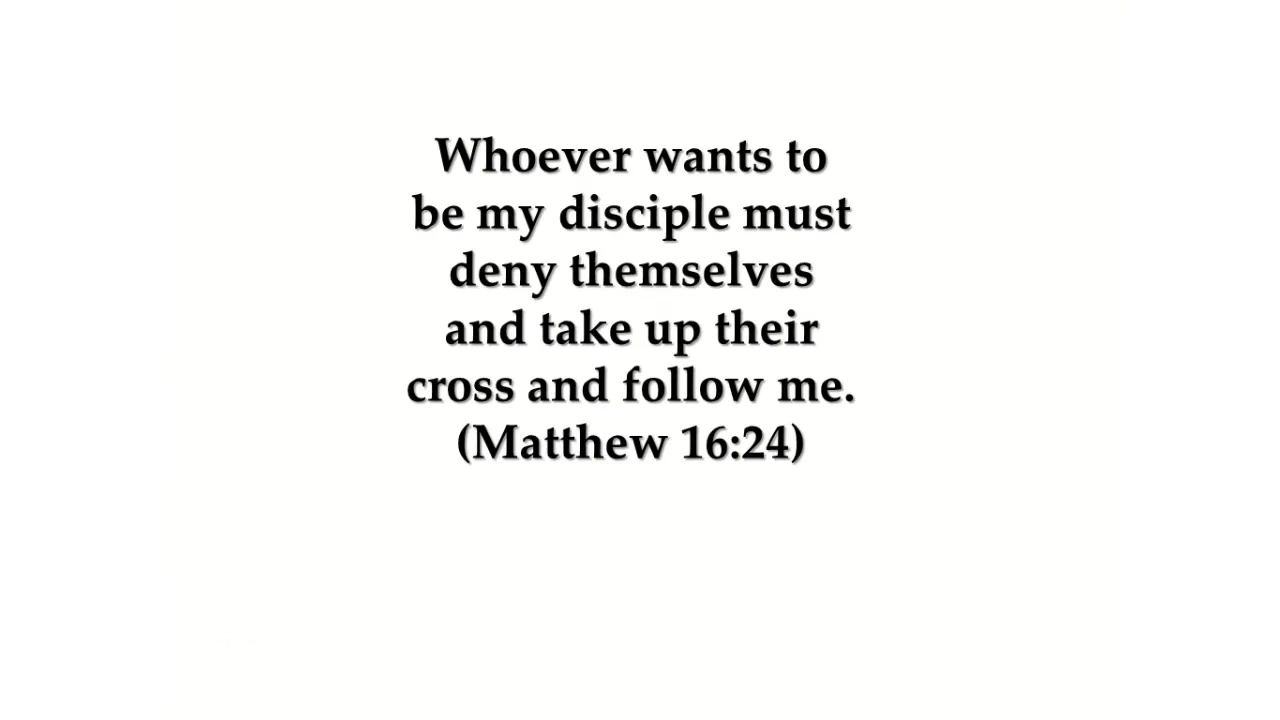 Whoever wants to
be my disciple must
deny themselves
and take up their
cross and follow me.
(Matthew 16:24)